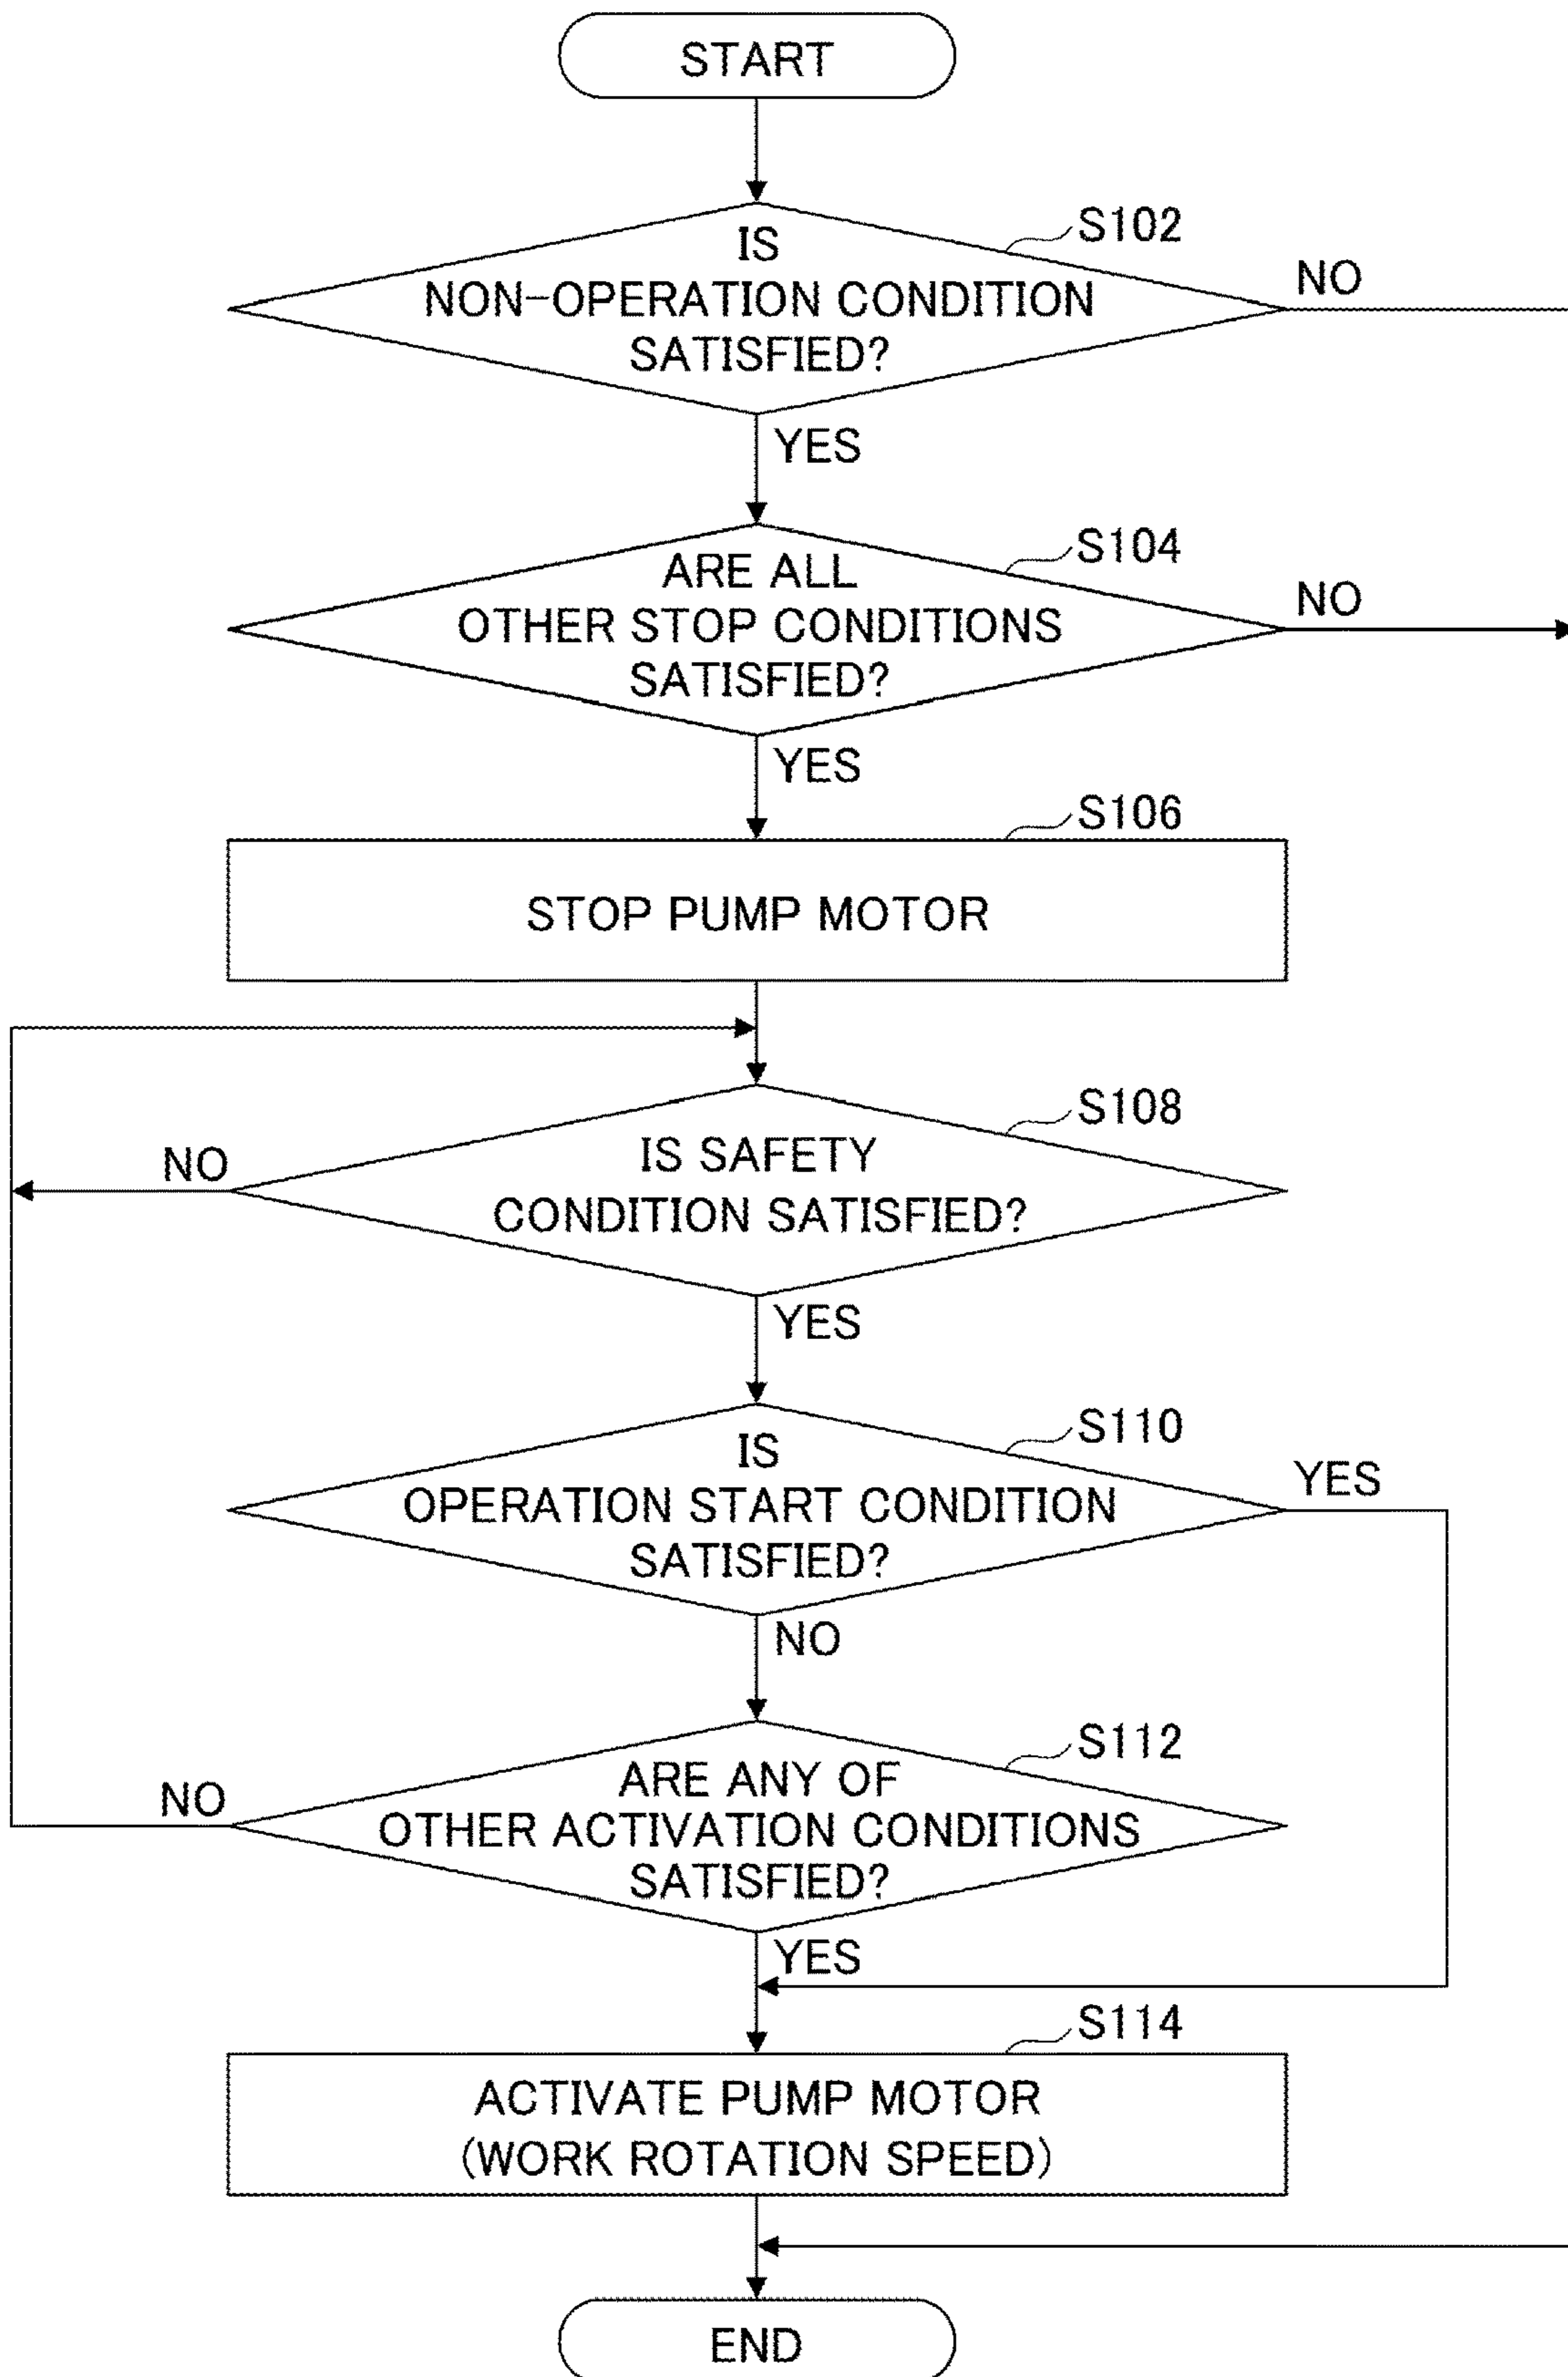 START
S102
IS
NON-OPERATION CONDITION
SATISFIED?
NO
YES
S104
ARE ALL
OTHER STOP CONDITIONS
SATISFIED?
NO
YES
S106
STOP PUMP MOTOR
S108
IS SAFETY
CONDITION SATISFIED?
NO
YES
S110
IS
OPERATION START CONDITION
SATISFIED?
YES
NO
S112
ARE ANY OF
OTHER ACTIVATION CONDITIONS
SATISFIED?
NO
YES
S114
ACTIVATE PUMP MOTOR
(WORK ROTATION SPEED)
END